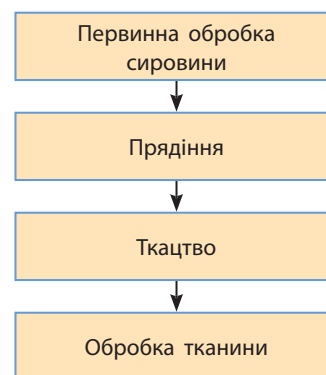 Первинна обробка
сировини
Прядіння
Ткацтво
Обробка тканини